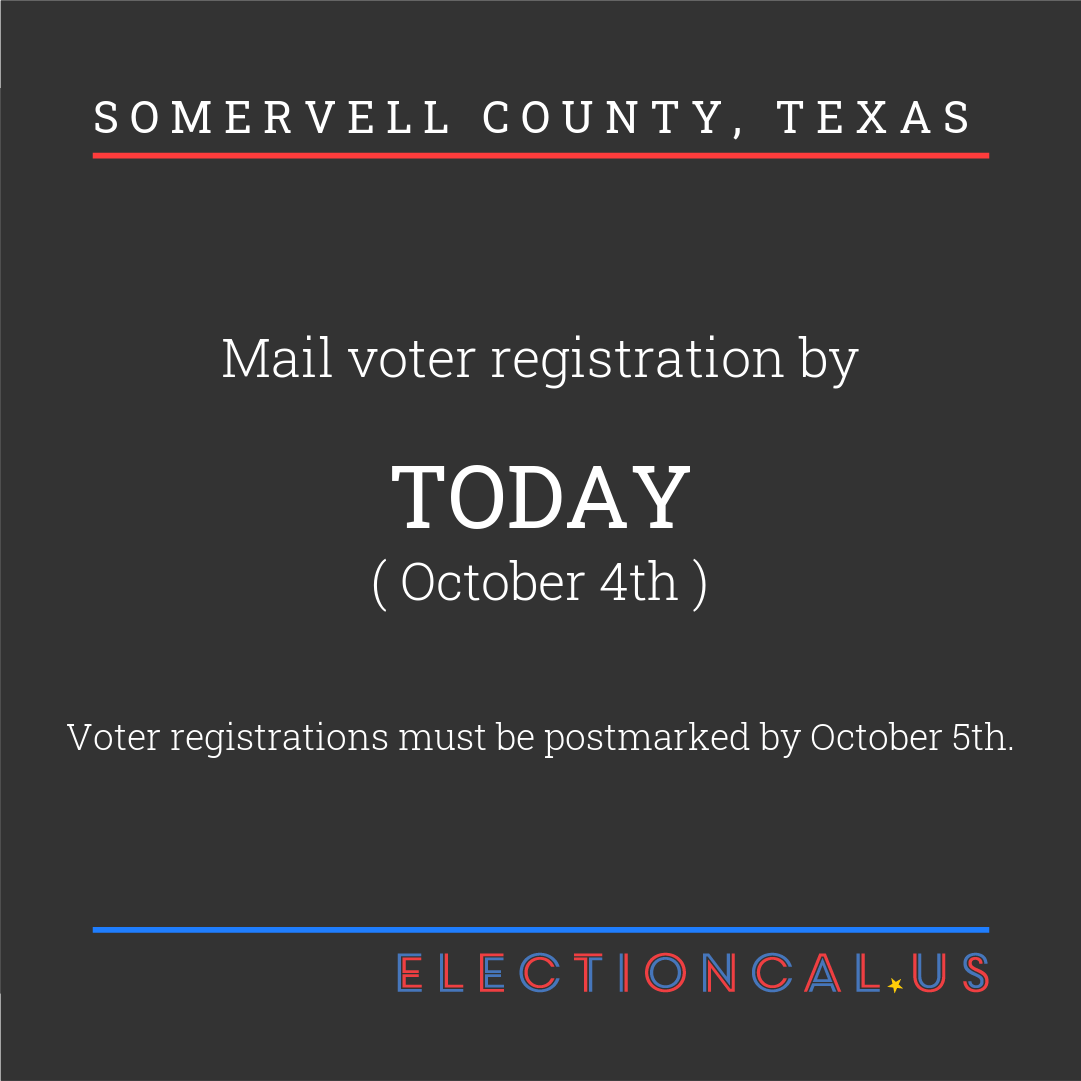 SOMERVELL COUNTY, TEXAS
Mail voter registration by
TODAY
( October 4th )
Voter registrations must be postmarked by October 5th.
ELECTIONCAL.US